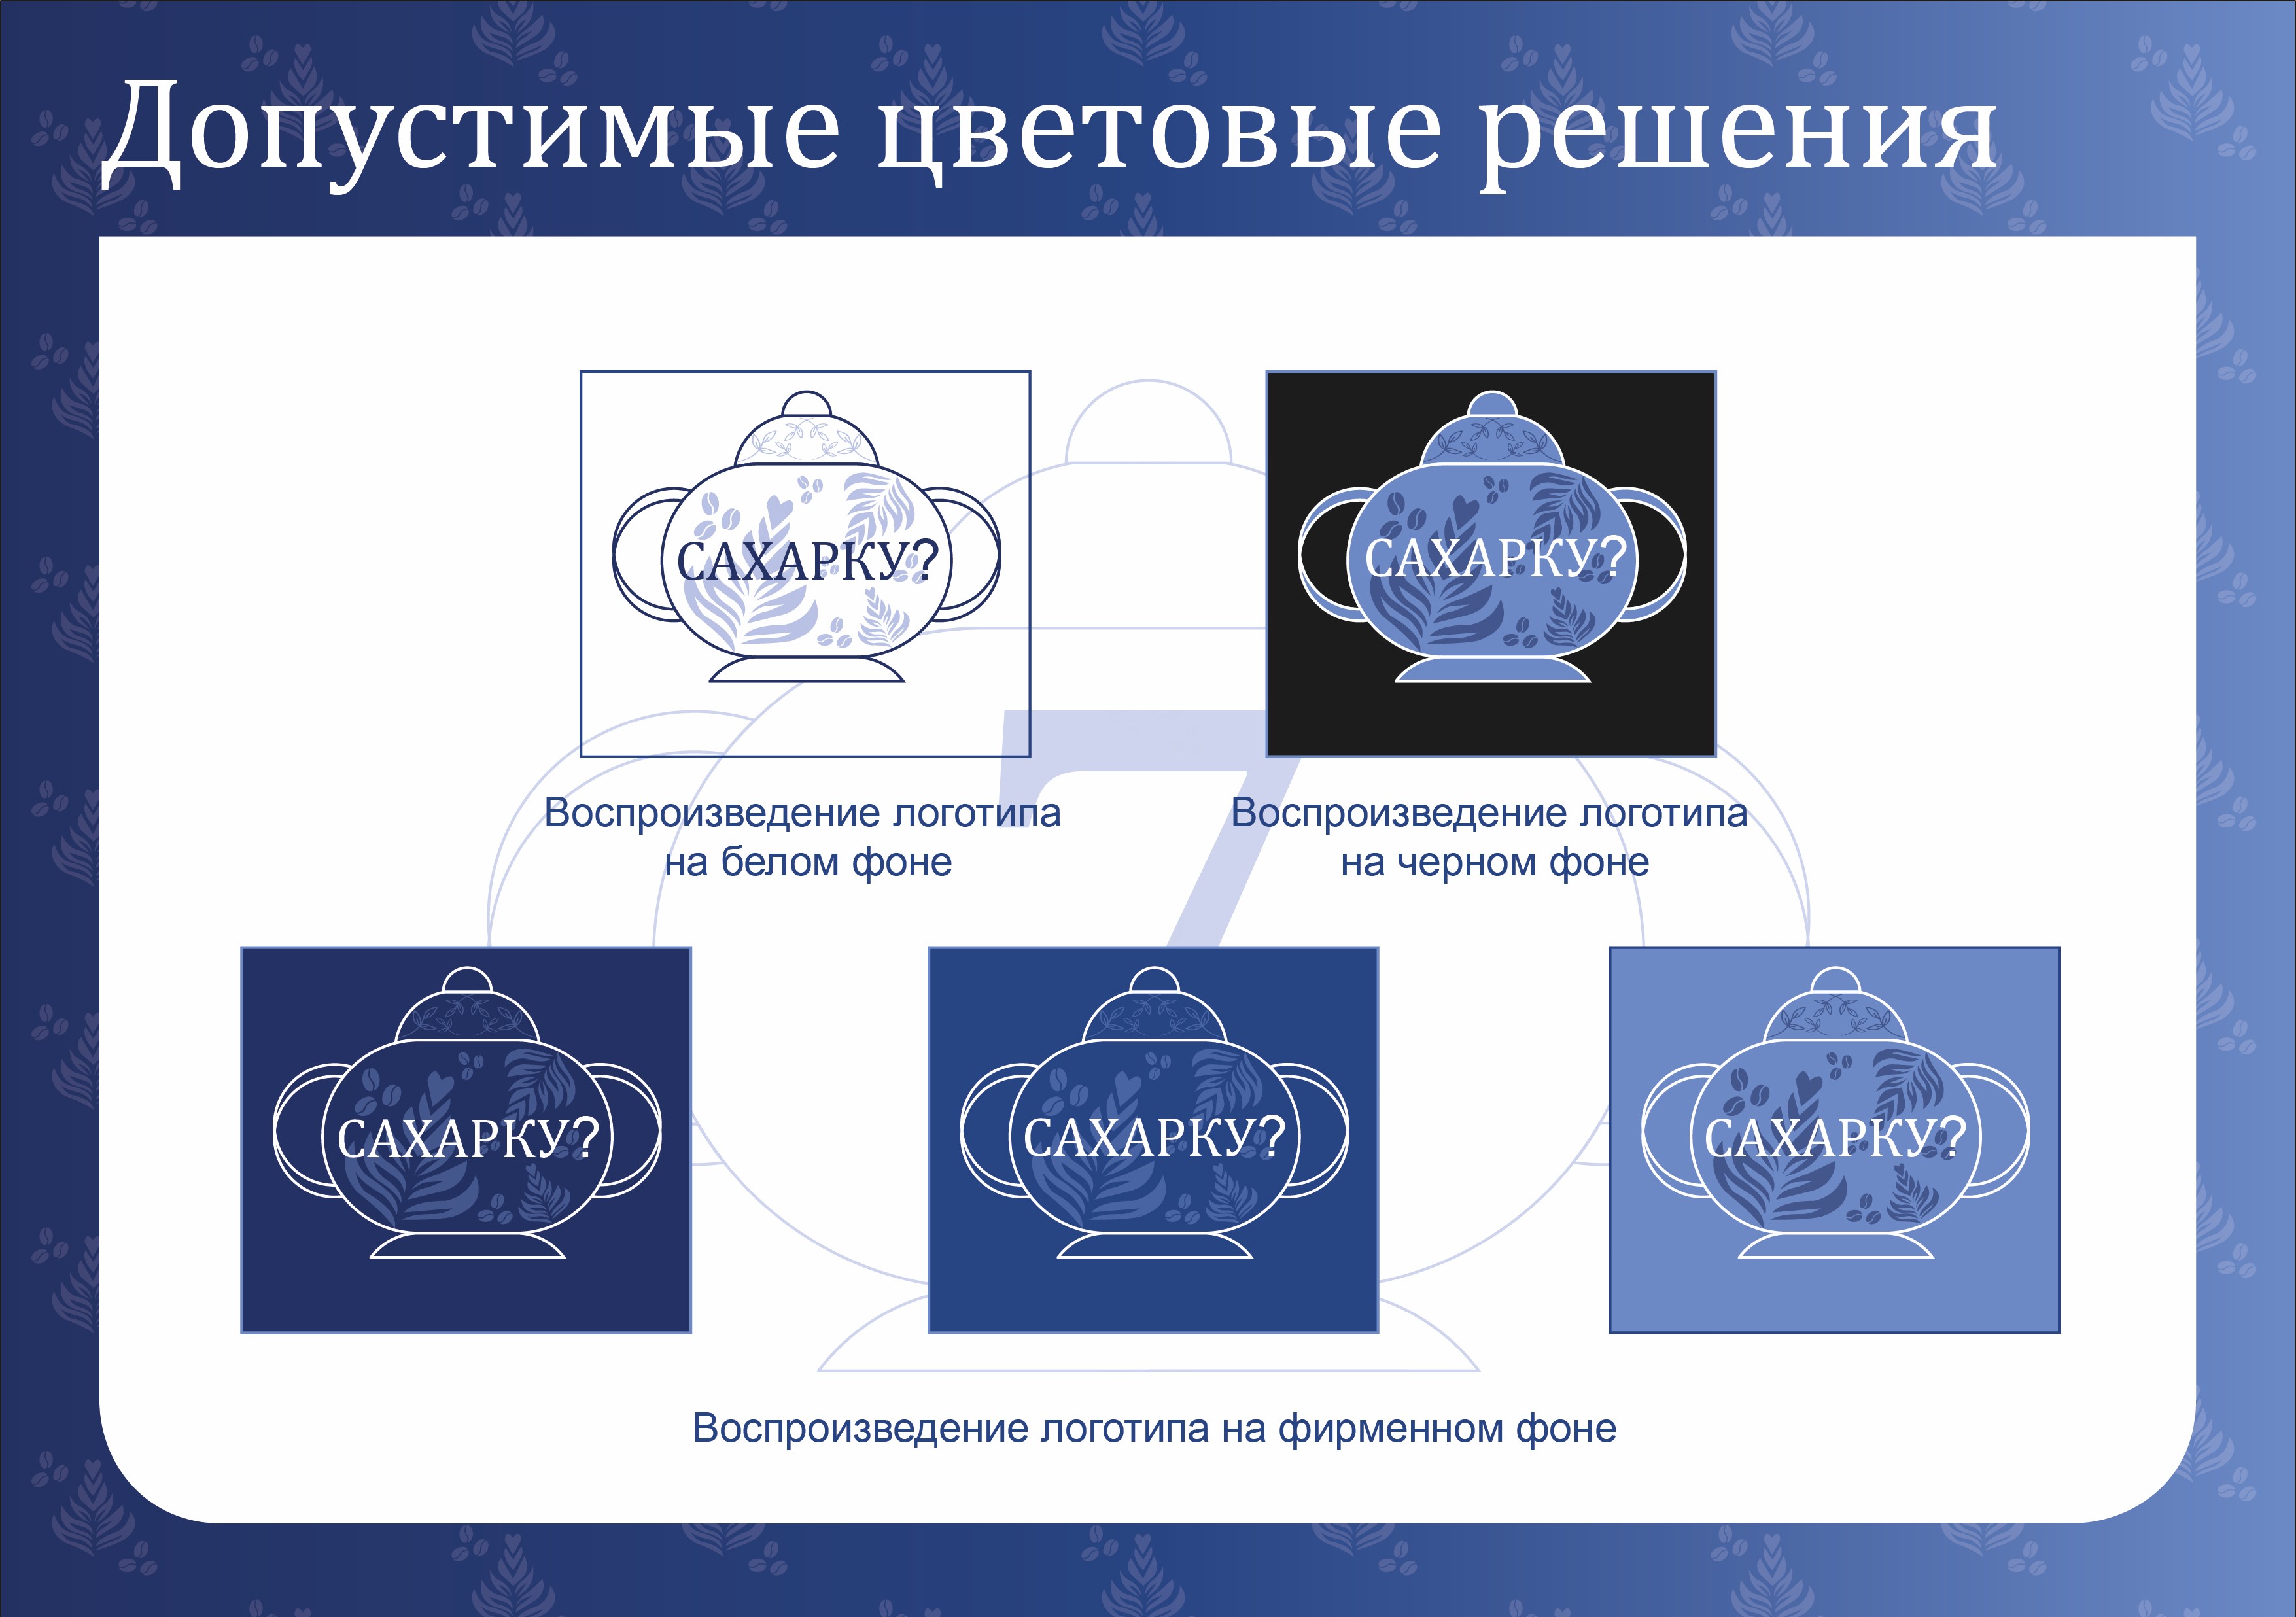 Допустимые цветовые решения
САХАРКУ?
САХАРКУ?
7
Воспроизведение логотипа
на белом фоне
Воспроизведение логотипа
на черном фоне
САХАРКУ?
САХАРКУ?
САХАРКУ?
Воспроизведение логотипа на фирменном фоне